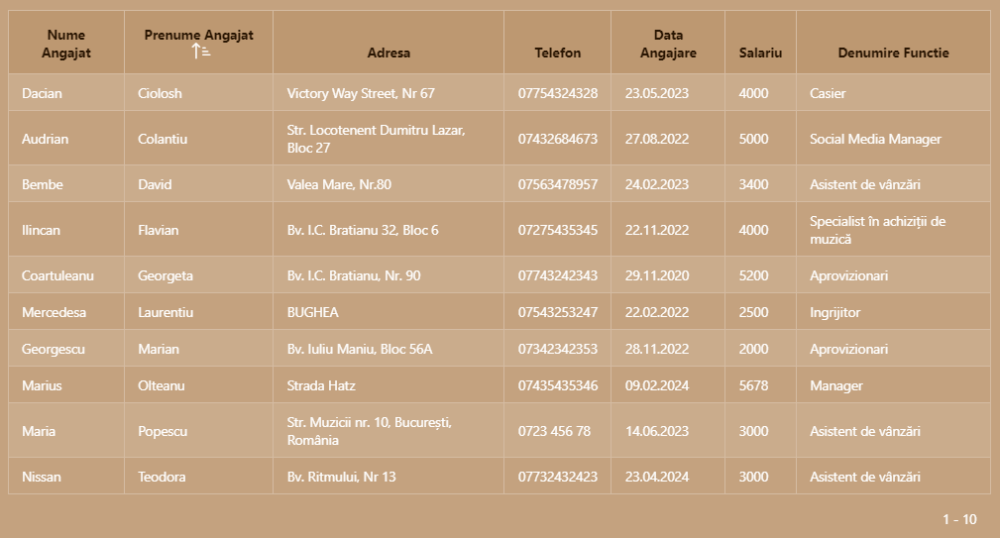 Nume Angajat Prenume Angajat Adresa Telefon Data Angajare Salariu Denumire Functie
Dacian Ciolosh Victory Way Street, Nr 67 07754324328 23.05.2023 4000 Casier
Audrian Colantiu Str. Locotenent Dumitru Lazar, Bloc 27 07432684673 27.08.2022 5000 Social Media Manager
Bembe David Valea Mare, Nr.80 07563478957 24.02.2023 3400 Asistent de vânzări
Ilincan Flavian Bv. I.C. Bratianu 32, Bloc 6 07275435345 22.11.2022 4000 Specialist în achiziții de muzică
Coartuleanu Georgeta Bv. I.C. Bratianu, Nr. 90 07743242343 29.11.2020 5200 Aprovizionari
Mercedesa Laurentiu BUGHEA 07543253247 22.02.2022 2500 Ingrijitor
Georgescu Marian Bv. Iuliu Maniu, Bloc 56A 07342342353 28.11.2022 2000 Aprovizionari
Marius Olteanu Strada Hatz 07435435346 09.02.2024 5678 Manager
Maria Popescu Str. Muzicii nr. 10, București, România 0723 456 78 14.06.2023 3000 Asistent de vânzări
Nissan Teodora Bv. Ritmului, Nr 13 07732432423 23.04.2024 3000 Asistent de vânzări
1 - 10